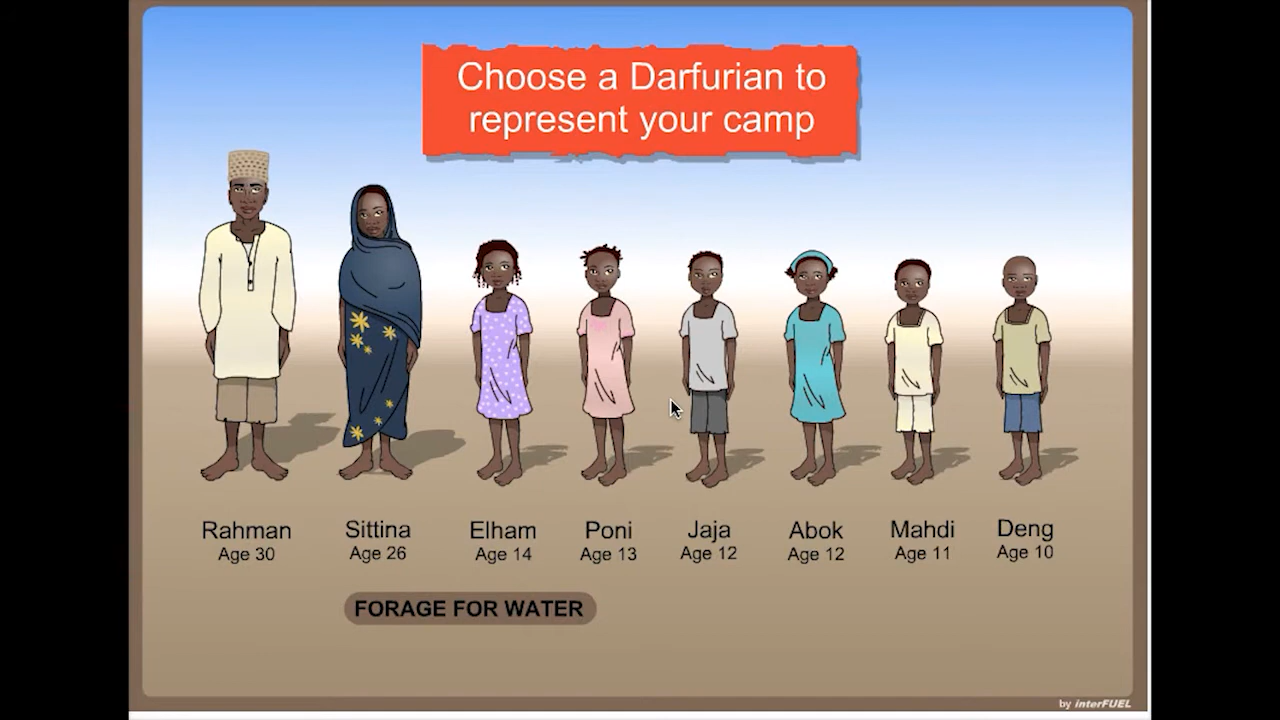 Choose a Darfurian to
represent your camp
Rahman
Age 30
Sittina
Age 26
Elham
Age 14
Poni
Age 13
Jaja
Age 12
Abok
Age 12
Mahdi
Age 11
Deng
Age 10
FORAGE FOR WATER
by interFUEL